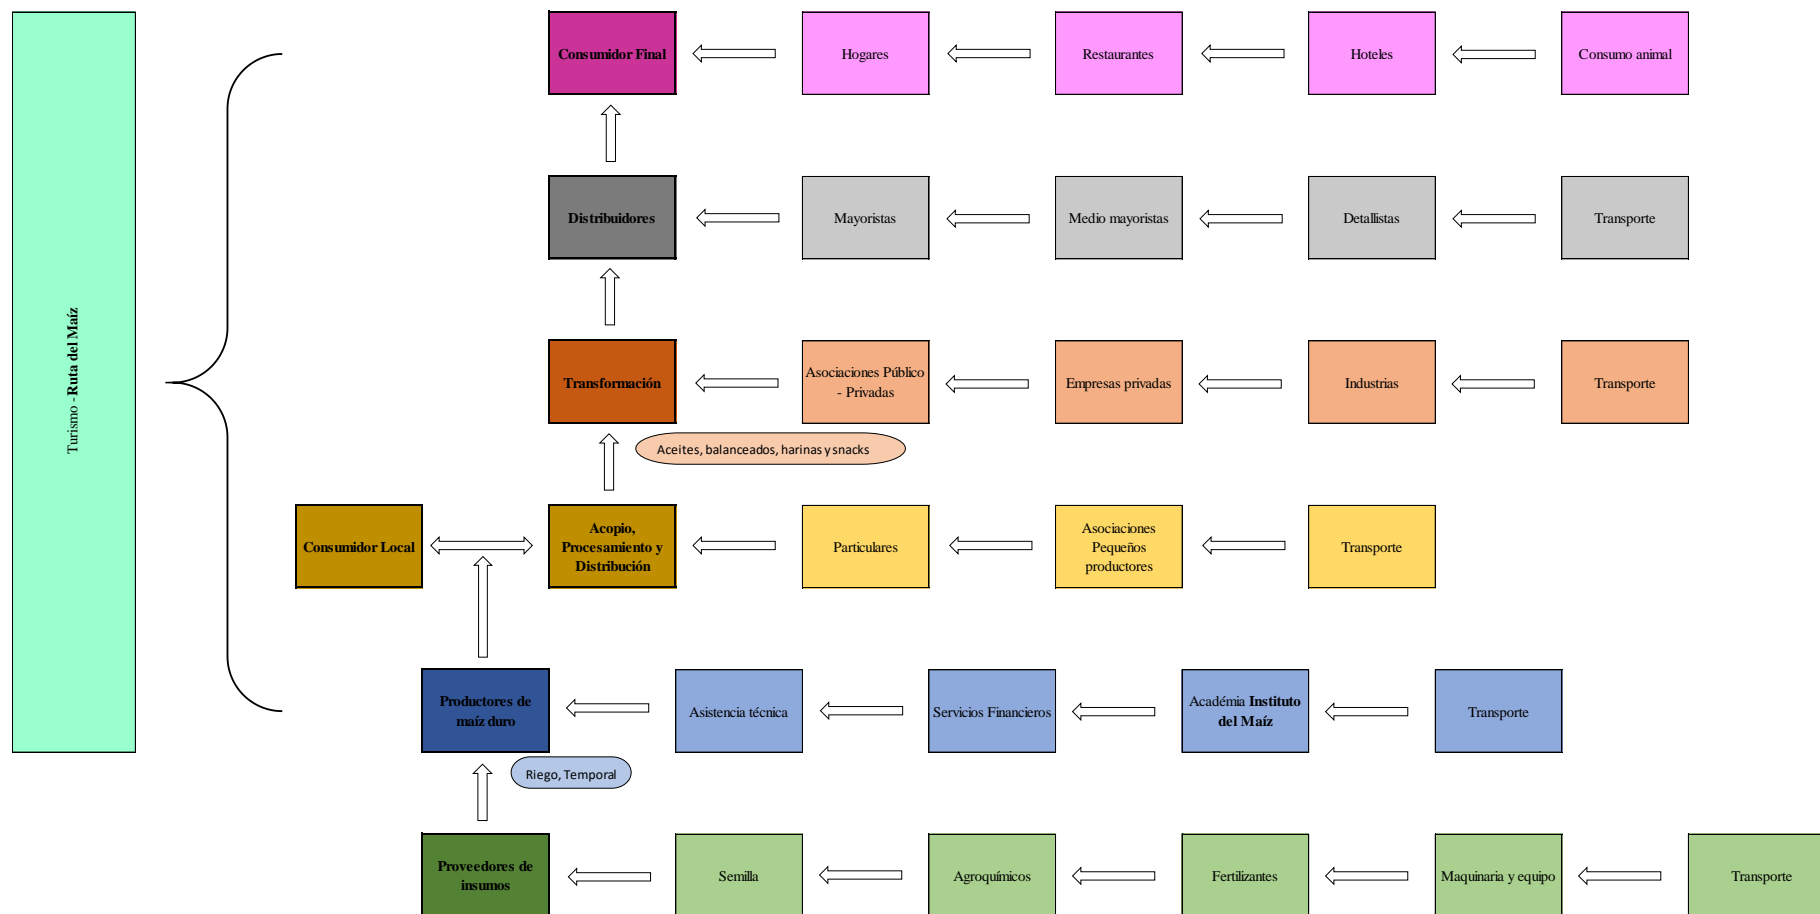 Turismo - Ruta del Maíz
Consumidor Final
Hogares
Restaurantes
Hoteles
Consumo animal
Distribuidores
Mayoristas
Medio mayoristas
Detallistas
Transporte
Transformación
Asociaciones Público
- Privadas
Empresas privadas
Industrias
Transporte
Aceites, balanceados, harinas y snacks
Consumidor Local
Acopio,
Procesamiento y
Distribución
Particulares
Asociaciones
Pequeños
productores
Transporte
Productores de
maíz duro
Asistencia técnica
Servicios Financieros
Académia Instituto
del Maíz
Transporte
Riego, Temporal
Proveedores de
insumos
Semilla
Agroquímicos
Fertilizantes
Maquinaria y equipo
Transporte